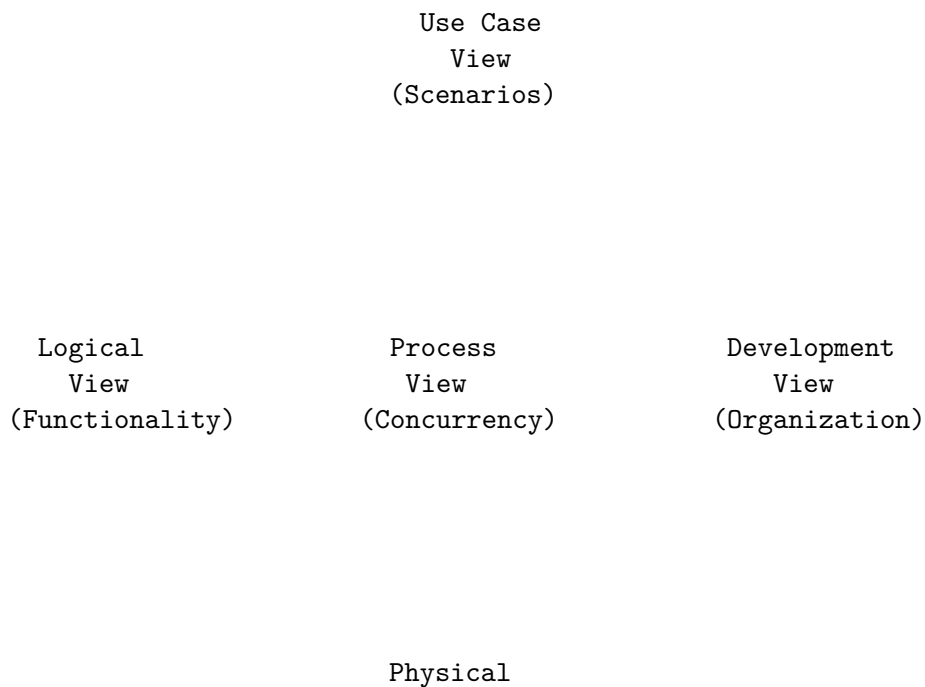 Use Case
View
(Scenarios)
Logical
View
(Functionality)
Process
View
(Concurrency)
Development
View
(Organization)
Physical